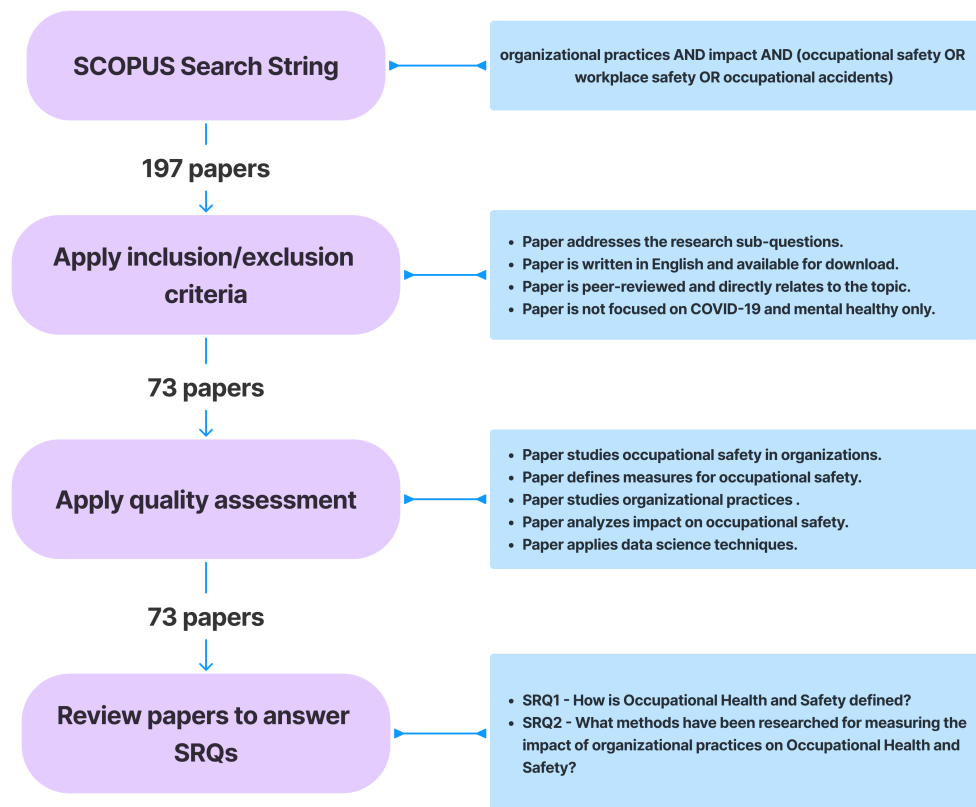 SCOPUS Search String
organizational practices AND impact AND (occupational safety OR
workplace safety OR occupational accidents)
197 papers
Apply inclusion/exclusion
criteria
• Paper addresses the research sub-questions.
• Paper is written in English and available for download.
• Paper is peer-reviewed and directly relates to the topic.
• Paper is not focused on COVID-19 and mental healthy only.
73 papers
Apply quality assessment
• Paper studies occupational safety in organizations.
• Paper defines measures for occupational safety.
• Paper studies organizational practices .
• Paper analyzes impact on occupational safety.
• Paper applies data science techniques.
73 papers
Review papers to answer
SRQs
• SRQ1 - How is Occupational Health and Safety defined?
• SRQ2 - What methods have been researched for measuring the
impact of organizational practices on Occupational Health and
Safety?